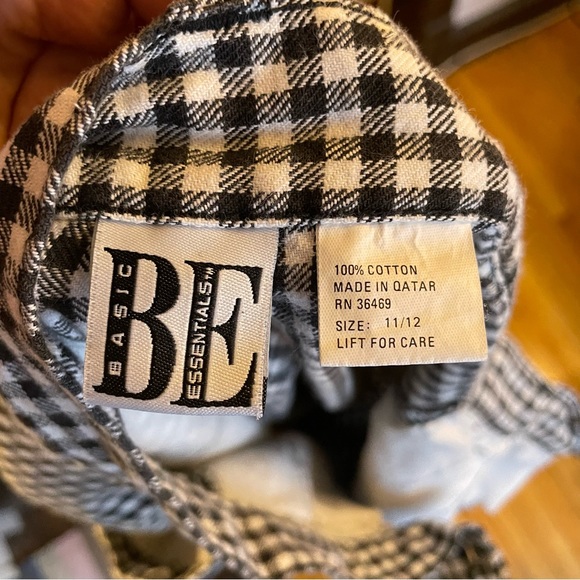 BASIC
BE
ESSENTIALS™
100% COTTON
MADE IN QATAR
RN 36469
SIZE: 11/12
LIFT FOR CARE